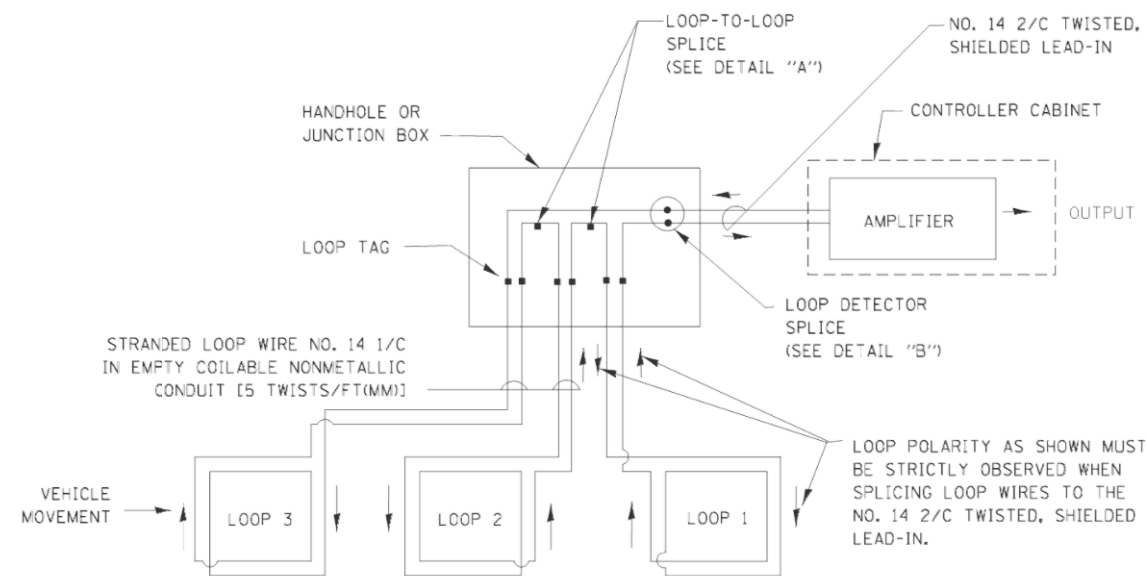 LOOP-TO-LOOP
SPLICE
(SEE DETAIL "A")
NO. 14 2/C TWISTED,
SHIELDED LEAD-IN
HANDHOLE OR
JUNCTION BOX
CONTROLLER CABINET
AMPLIFIER
OUTPUT
LOOP TAG
LOOP DETECTOR
SPLICE
(SEE DETAIL "B")
STRANDED LOOP WIRE NO. 14 1/C
IN EMPTY COILABLE NONMETALLIC
CONDUIT [5 TWISTS/FT(MM)]
LOOP POLARITY AS SHOWN MUST
BE STRICTLY OBSERVED WHEN
SPLICING LOOP WIRES TO THE
NO. 14 2/C TWISTED, SHIELDED
LEAD-IN.
VEHICLE
MOVEMENT
LOOP 3
LOOP 2
LOOP 1